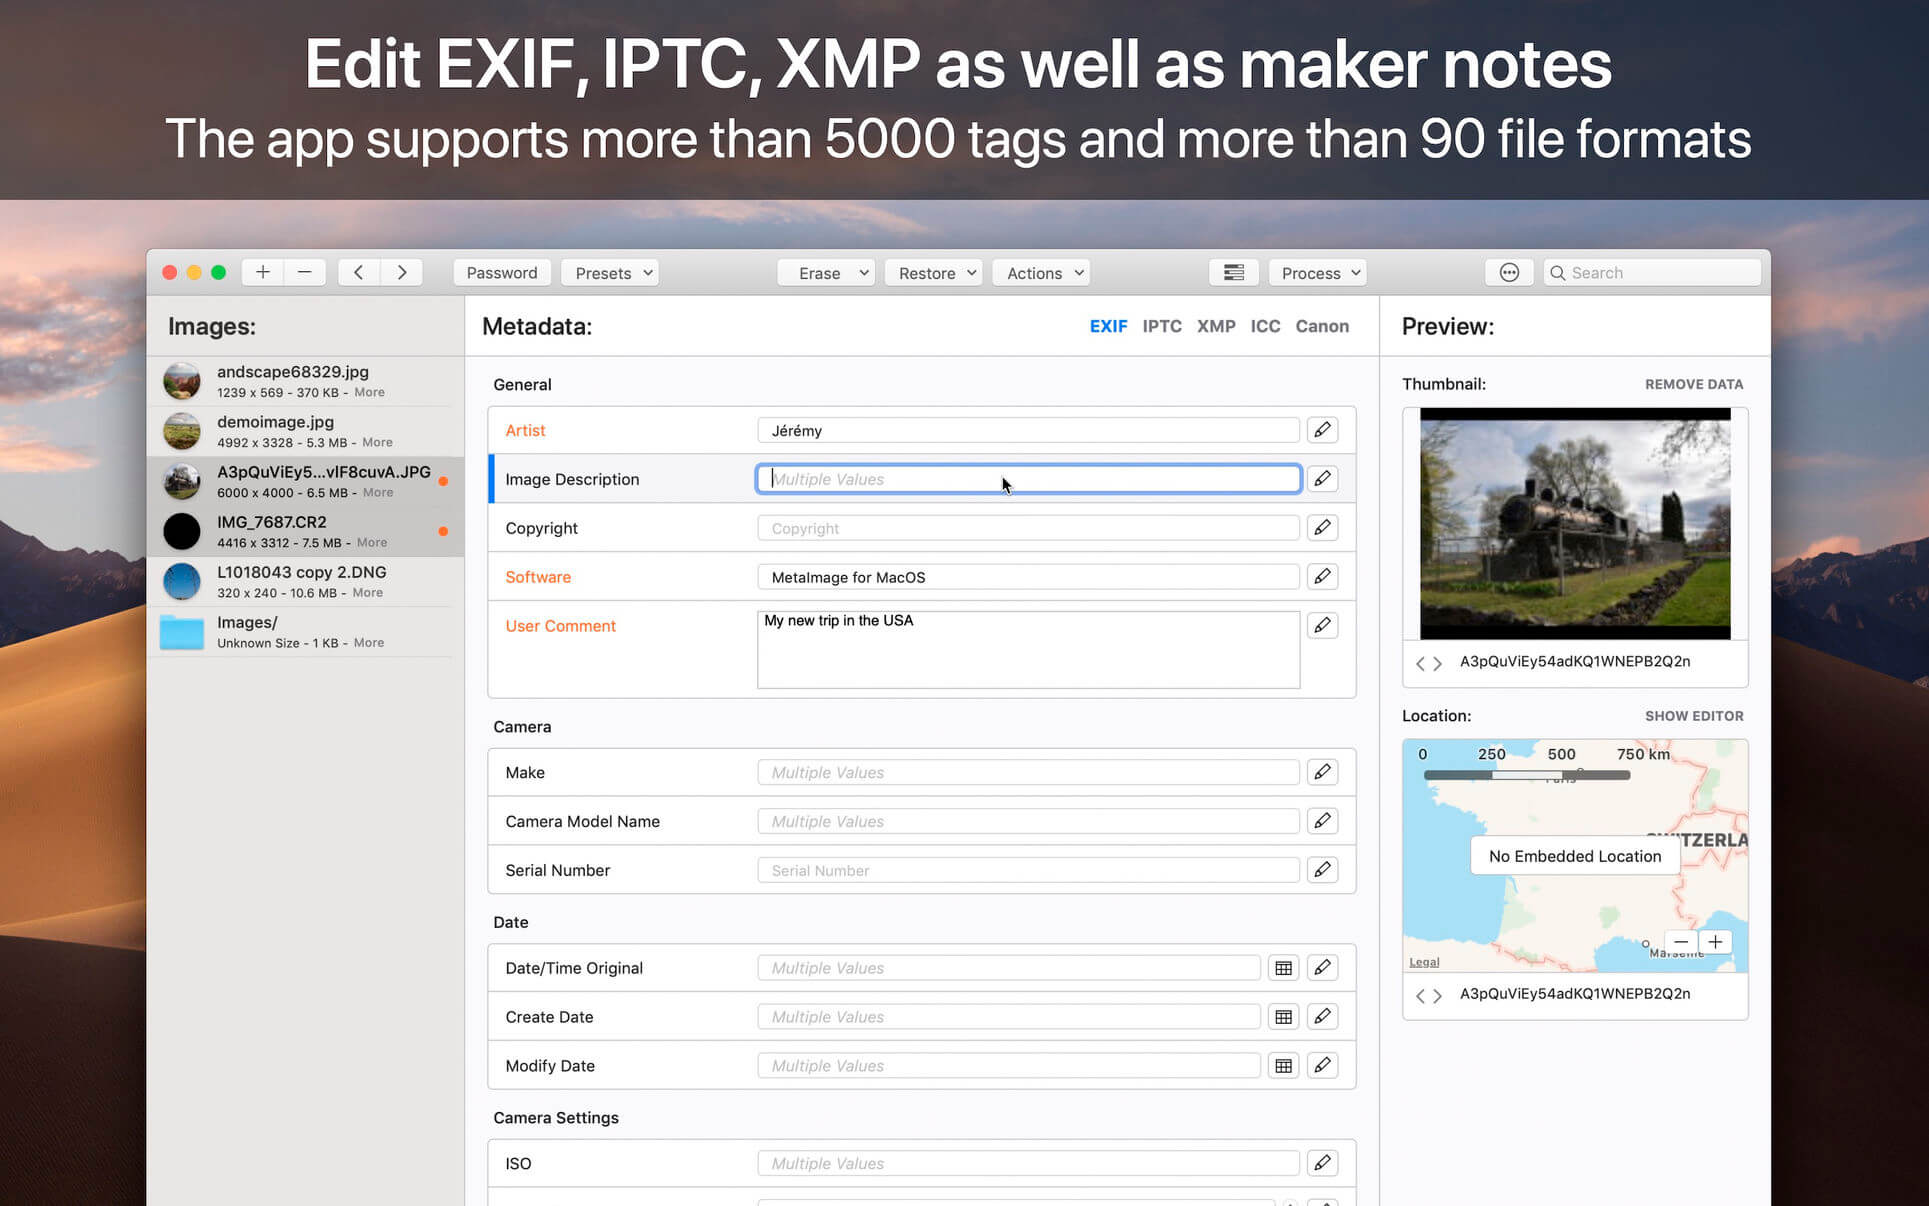 Edit EXIF, IPTC, XMP as well as maker notes
The app supports more than 5000 tags and more than 90 file formats
Password Presets Erase Restore Actions Process Search
Images:
andscape68329.jpg
1239 x 569 - 370 KB - More
demoimage.jpg
4992 x 3328 - 5.3 MB - More
A3pQuViEy5...vIF8cuvA.JPG
6000 x 4000 - 6.5 MB - More
IMG_7687.CR2
4416 x 3312 - 7.5 MB - More
L1018043 copy 2.DNG
320 x 240 - 10.6 MB - More
Images/
Unknown Size - 1 KB - More
Metadata: EXIF IPTC XMP ICC Canon
General
Artist Jérémy
Image Description Multiple Values
Copyright Copyright
Software MetaImage for MacOS
User Comment My new trip in the USA
Camera
Make Multiple Values
Camera Model Name Multiple Values
Serial Number Serial Number
Date
Date/Time Original Multiple Values
Create Date Multiple Values
Modify Date Multiple Values
Camera Settings
ISO Multiple Values
Preview:
Thumbnail: REMOVE DATA
A3pQuViEy54adKQ1WNEPB2Q2n
Location: SHOW EDITOR
0 250 500 750 km
Paris
SWITZERLA
No Embedded Location
Marseille
Legal
A3pQuViEy54adKQ1WNEPB2Q2n